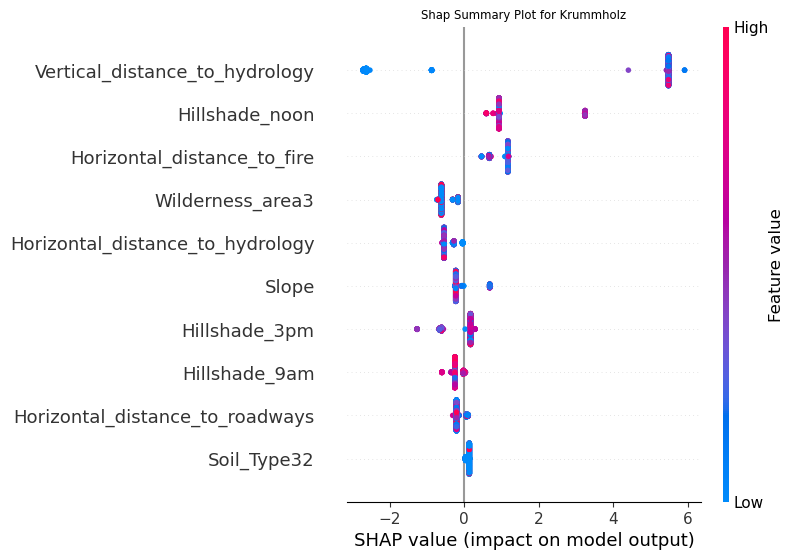 Shap Summary Plot for Krummholz
High
Vertical_distance_to_hydrology
Hillshade_noon
Horizontal_distance_to_fire
Wilderness_area3
Horizontal_distance_to_hydrology
Slope
Hillshade_3pm
Hillshade_9am
Horizontal_distance_to_roadways
Soil_Type32
Feature value
Low
−2 0 2 4 6
SHAP value (impact on model output)